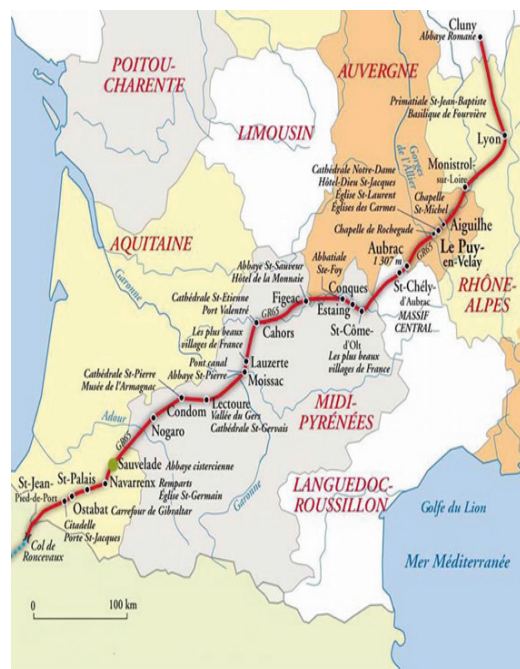 Cluny
Abbaye Romane
POITOU-
CHARENTE
AUVERGNE
Primatiale St-Jean-Baptiste
Basilique de Fourvière
LIMOUSIN
Lyon
Gorges
de l'Allier
Monistrol
-sur-Loire
Cathédrale Notre-Dame
Hôtel-Dieu St-Jacques
Église St-Laurent
Églises des Carmes
Chapelle
St-Michel
Aiguilhe
Chapelle de Rochegude
AQUITAINE
Aubrac
1 307 m
GR65
Le Puy-
en-Velay
Abbaye St-Sauveur
Hôtel de la Monnaie
Abbatiale
Ste-Foy
Garonne
St-Chély-
d'Aubrac
MASSIF
CENTRAL
RHÔNE-
ALPES
Cathédrale St-Etienne
Port Valentré
Figeac
Conques
Estaing
GR65
Les plus beaux
villages de France
Cahors
St-Côme-
d'Olt
Les plus beaux
villages de France
Pont canal
Abbaye St-Pierre
Lauzerte
Moissac
Cathédrale St-Pierre
Musée de l'Armagnac
Condom
Lectoure
Vallée du Gers
Cathédrale St-Gervais
MIDI-
PYRÉNÉES
Adour
Nogaro
GR65
Sauvelade
Abbaye cistercienne
St-Jean-
Pied-de-Port
St-Palais
Navarrenx
Remparts
Église St-Germain
Garonne
LANGUEDOC-
ROUSSILLON
Ostabat
Carrefour de Gibraltar
Golfe du Lion
Citadelle
Porte St-Jacques
Col de
Roncevaux
Mer Méditerranée
0
100 km